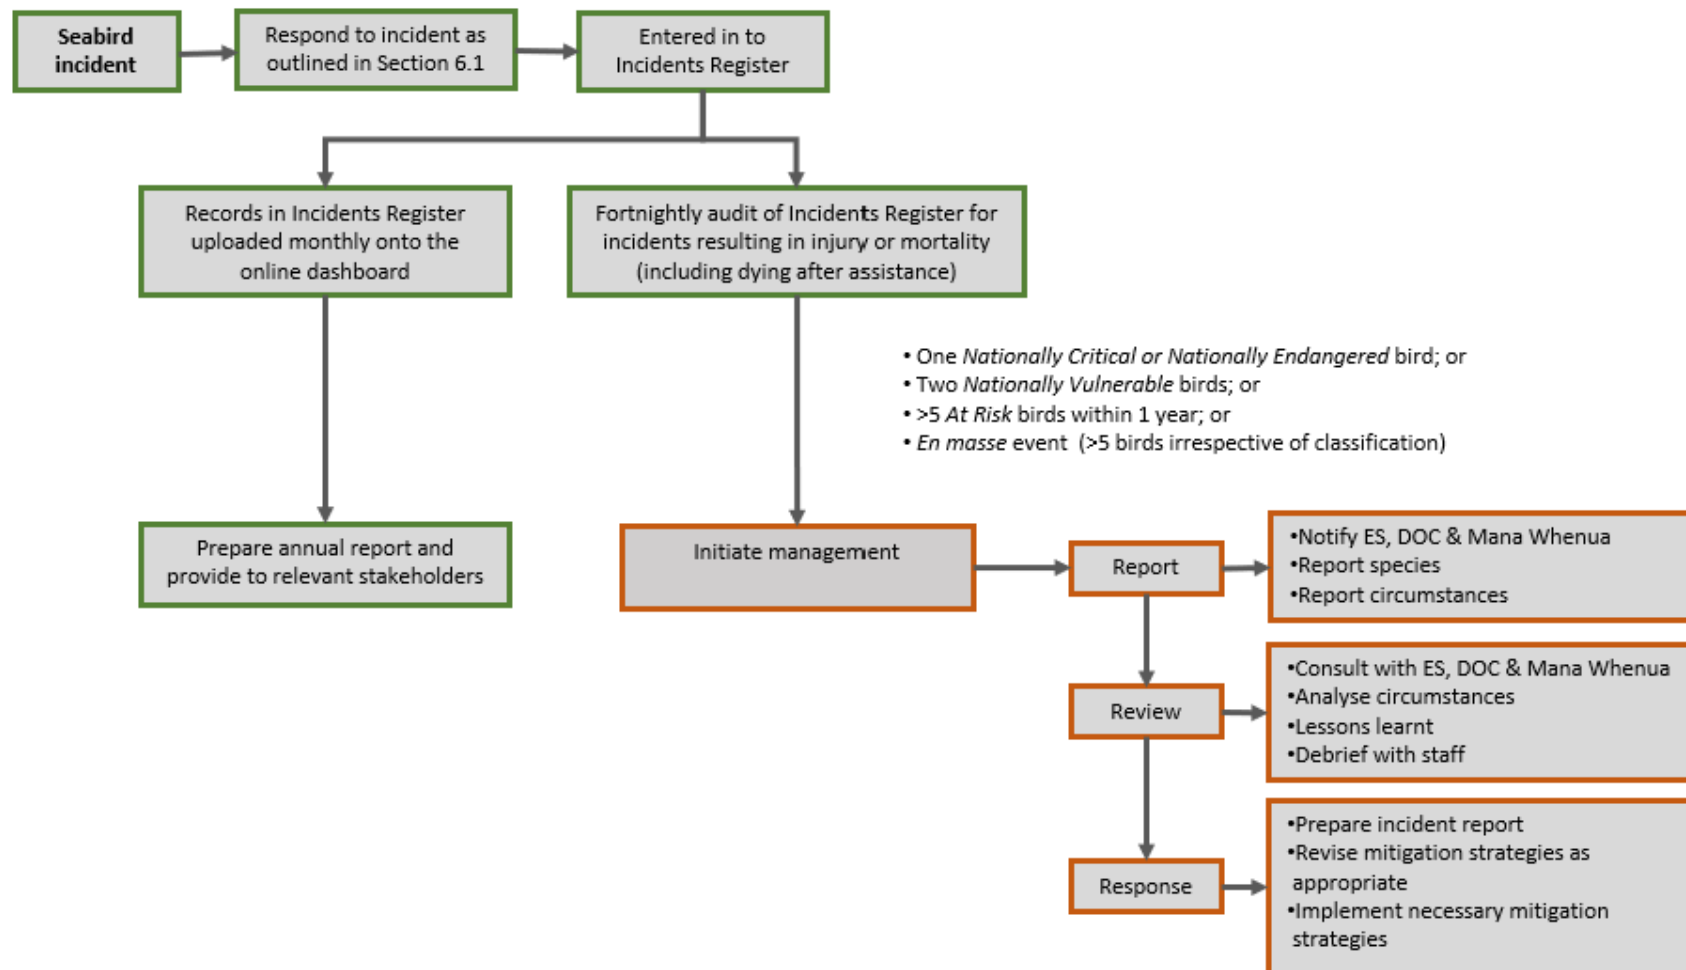 Seabird
incident
Respond to incident as
outlined in Section 6.1
Entered in to
Incidents Register
Records in Incidents Register
uploaded monthly onto the
online dashboard
Fortnightly audit of Incidents Register for
incidents resulting in injury or mortality
(including dying after assistance)
• One Nationally Critical or Nationally Endangered bird; or
• Two Nationally Vulnerable birds; or
• >5 At Risk birds within 1 year; or
• En masse event (>5 birds irrespective of classification)
Prepare annual report and
provide to relevant stakeholders
Initiate management
Report
•Notify ES, DOC & Mana Whenua
•Report species
•Report circumstances
Review
•Consult with ES, DOC & Mana Whenua
•Analyse circumstances
•Lessons learnt
•Debrief with staff
Response
•Prepare incident report
•Revise mitigation strategies as
appropriate
•Implement necessary mitigation
strategies